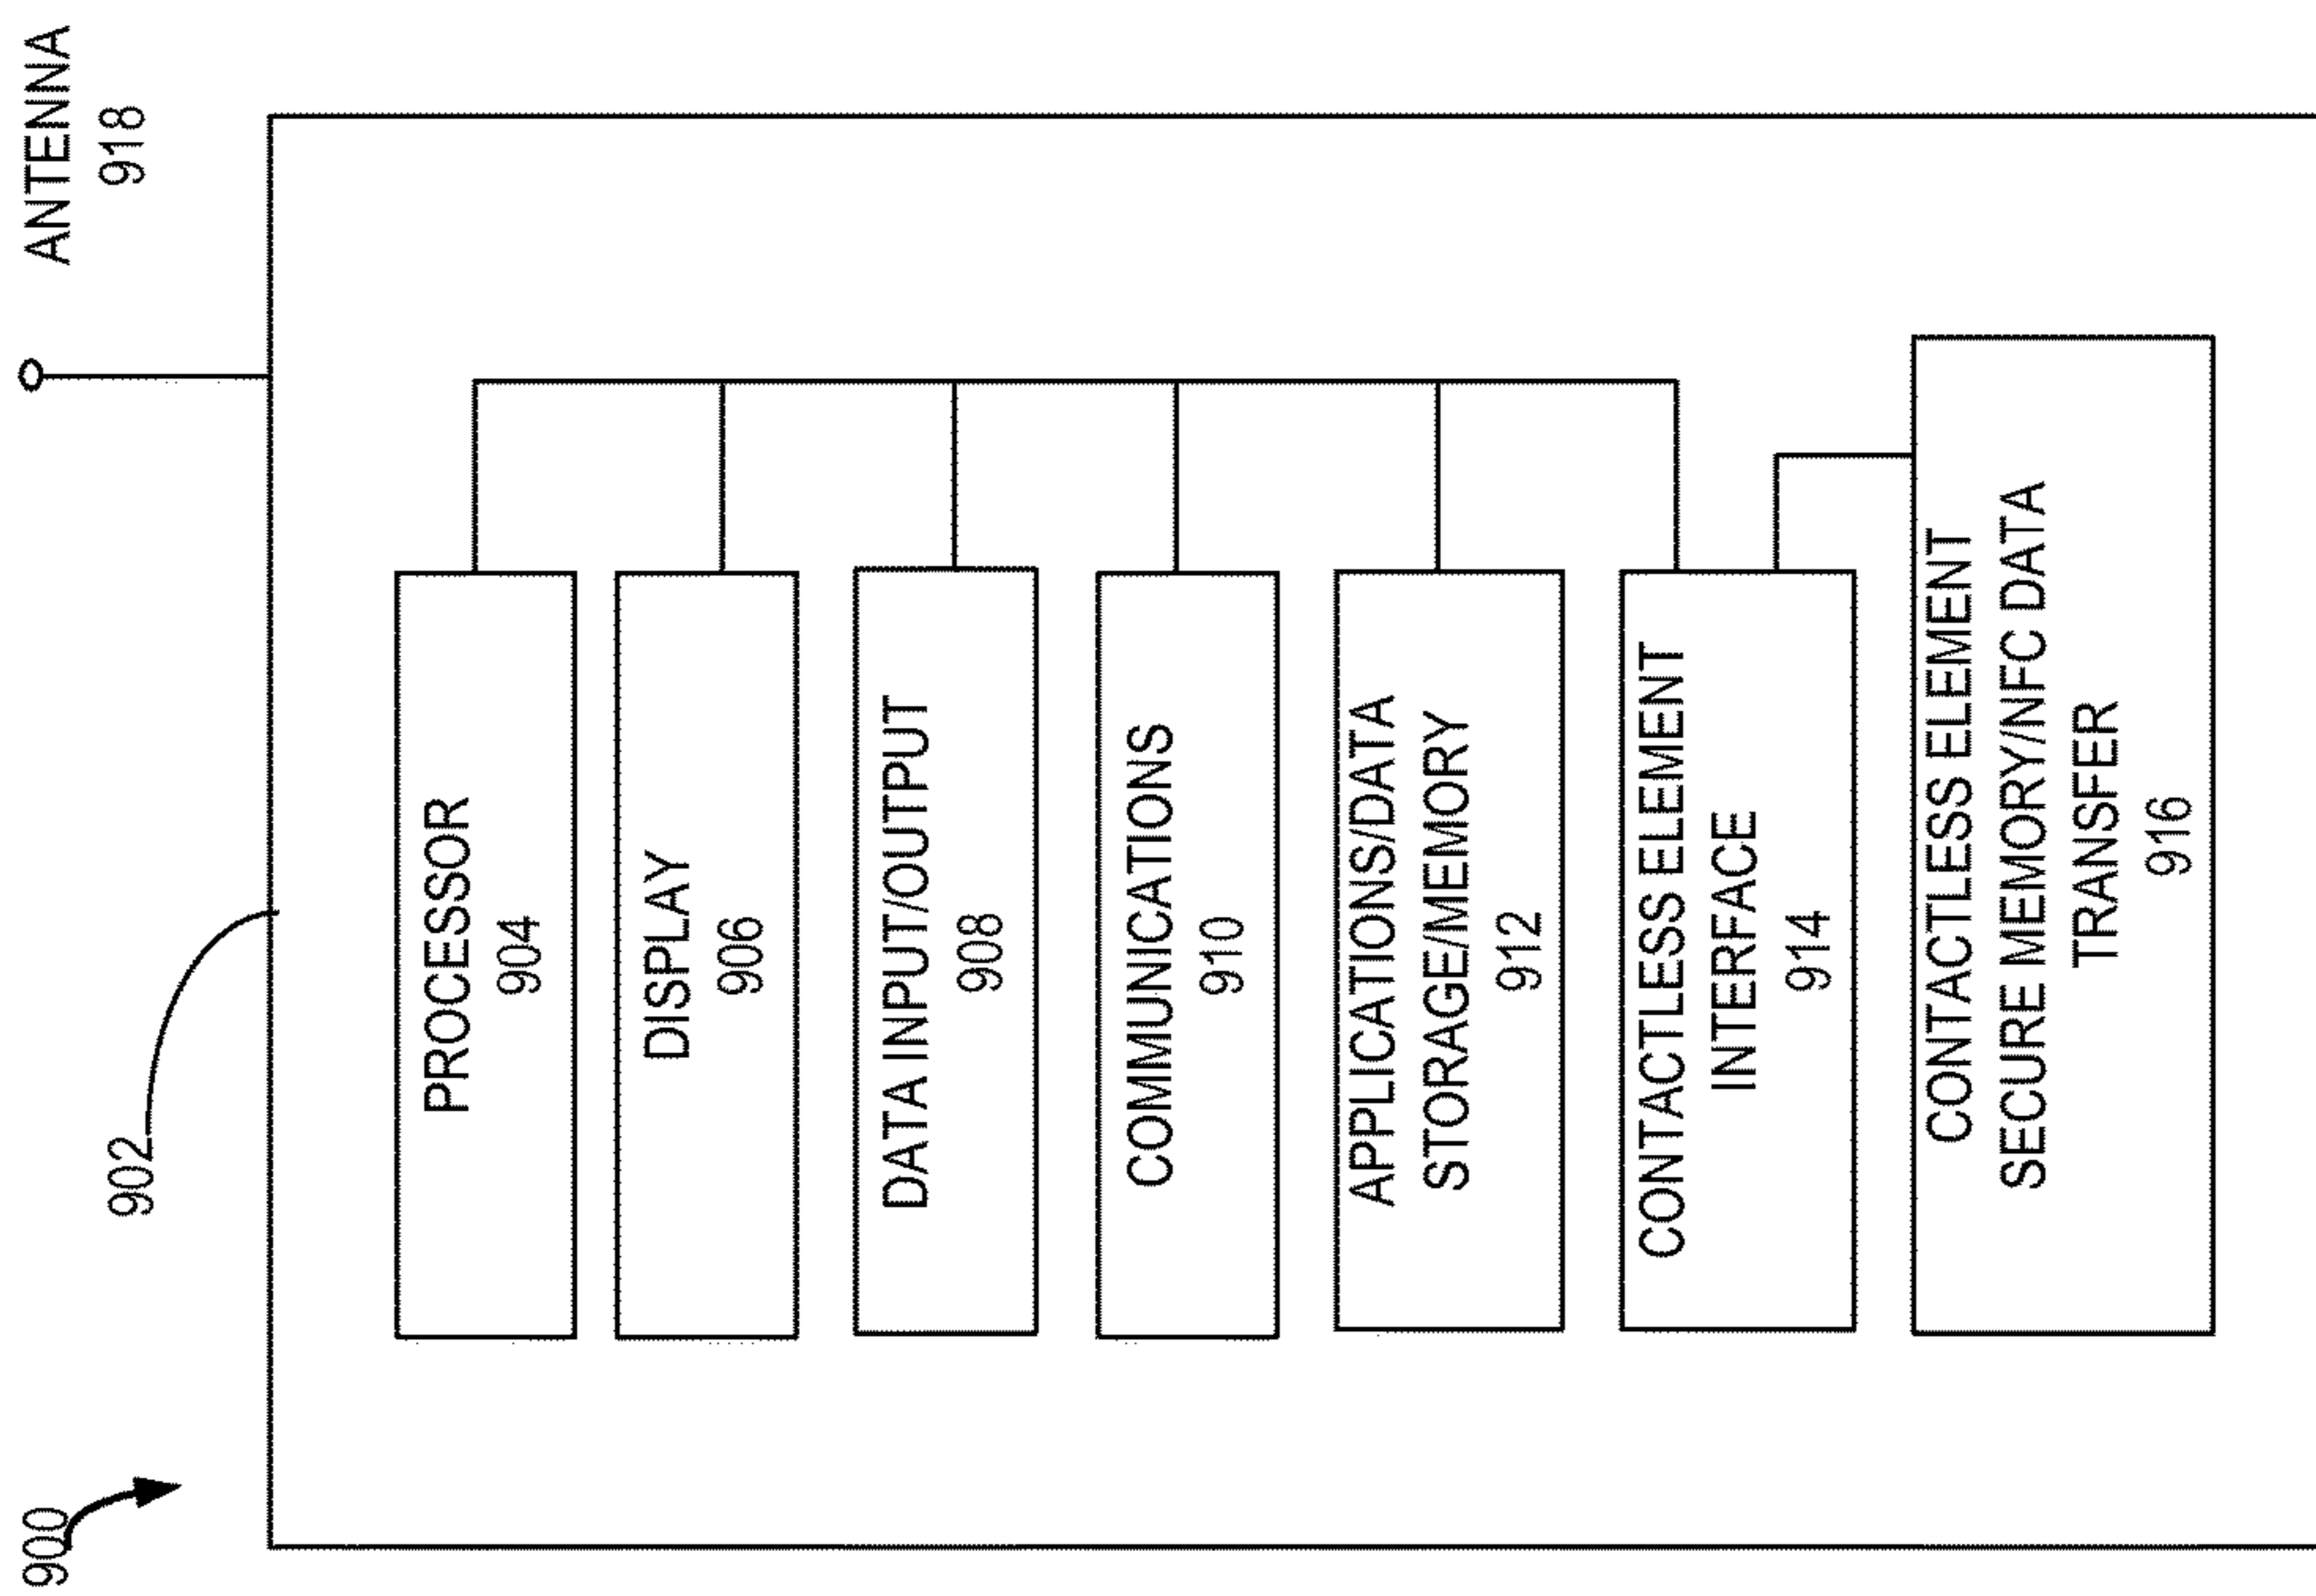 900
902
ANTENNA
918
PROCESSOR
904
DISPLAY
906
DATA INPUT/OUTPUT
908
COMMUNICATIONS
910
APPLICATIONS/DATA
STORAGE/MEMORY
912
CONTACTLESS ELEMENT
INTERFACE
914
CONTACTLESS ELEMENT
SECURE MEMORY/NFC DATA
TRANSFER
916